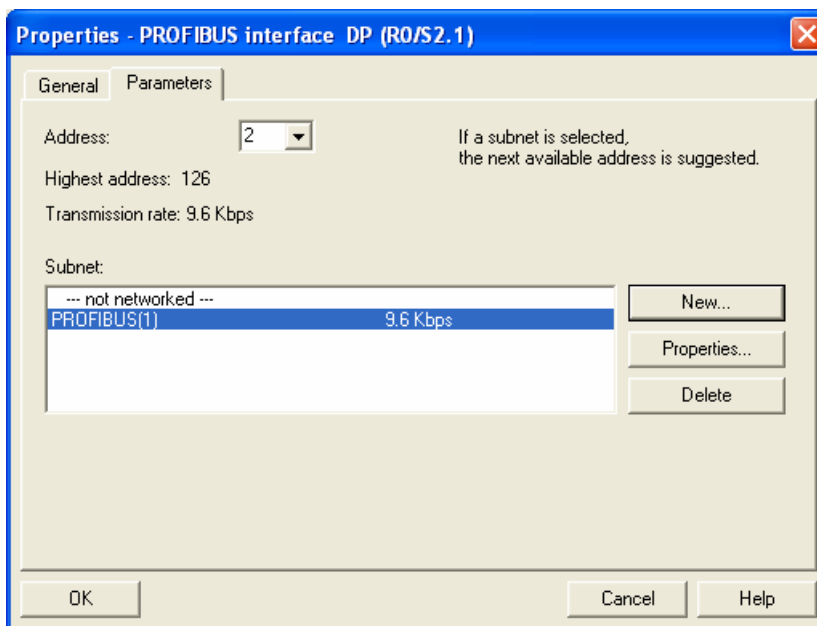 Properties - PROFIBUS interface DP (R0/S2.1)
General Parameters
Address: 2
If a subnet is selected,
the next available address is suggested.
Highest address: 126
Transmission rate: 9.6 Kbps
Subnet:
--- not networked ---
PROFIBUS(1) 9.6 Kbps
New...
Properties...
Delete
OK Cancel Help